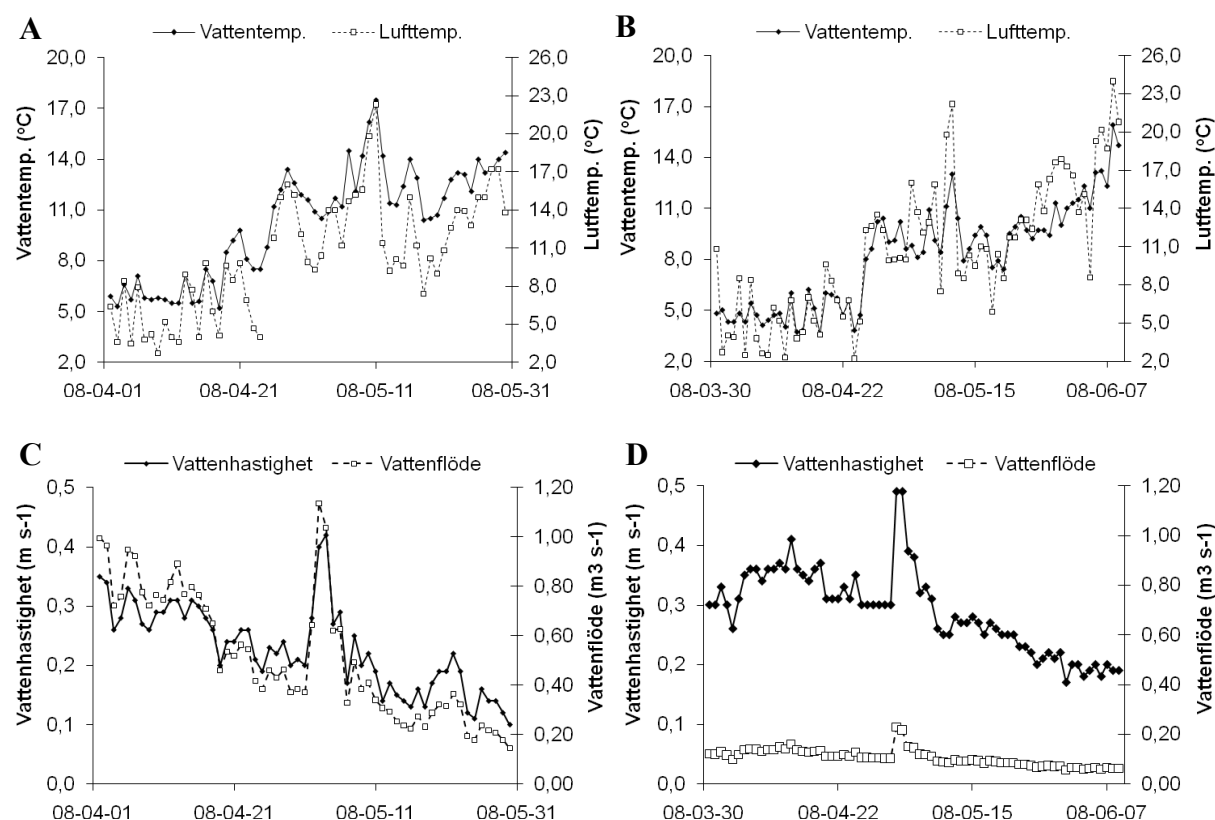 A
Vattentemp. Lufttemp.
Vattentemp. (°C)
20,0
17,0
14,0
11,0
8,0
5,0
2,0
26,0
23,0
20,0
17,0
14,0
11,0
8,0
5,0
2,0
Lufttemp. (°C)
08-04-01 08-04-21 08-05-11 08-05-31
B
Vattentemp. Lufttemp.
Vattentemp. (°C)
20,0
17,0
14,0
11,0
8,0
5,0
2,0
26,0
23,0
20,0
17,0
14,0
11,0
8,0
5,0
2,0
Lufttemp. (°C)
08-03-30 08-04-22 08-05-15 08-06-07
C
Vattenhastighet Vattenflöde
Vattenhastighet (m s-1)
0,5
0,4
0,3
0,2
0,1
0,0
1,20
1,00
0,80
0,60
0,40
0,20
0,00
Vattenflöde (m3 s-1)
08-04-01 08-04-21 08-05-11 08-05-31
D
Vattenhastighet Vattenflöde
Vattenhastighet (m s-1)
0,5
0,4
0,3
0,2
0,1
0,0
1,20
1,00
0,80
0,60
0,40
0,20
0,00
Vattenflöde (m3 s-1)
08-03-30 08-04-22 08-05-15 08-06-07